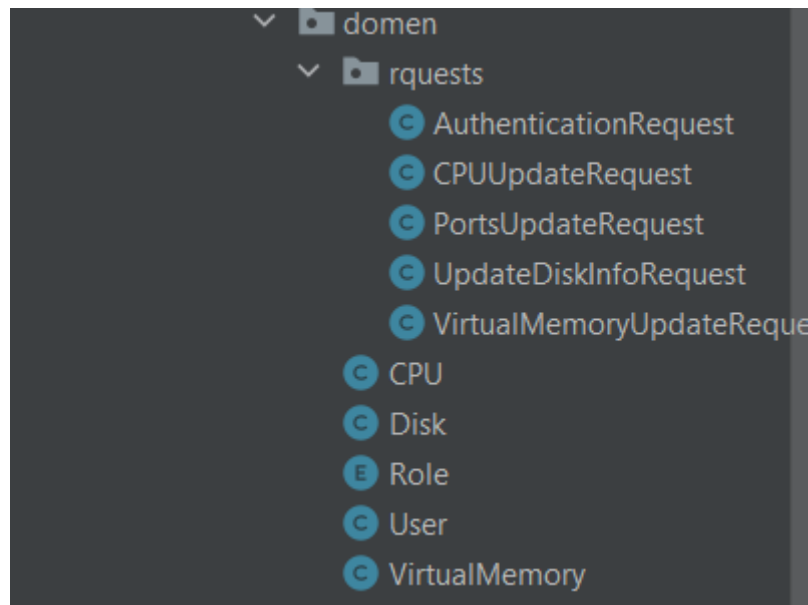 domen
rquests
C AuthenticationRequest
C CPUUpdateRequest
C PortsUpdateRequest
C UpdateDiskInfoRequest
C VirtualMemoryUpdateReque
C CPU
C Disk
E Role
C User
C VirtualMemory